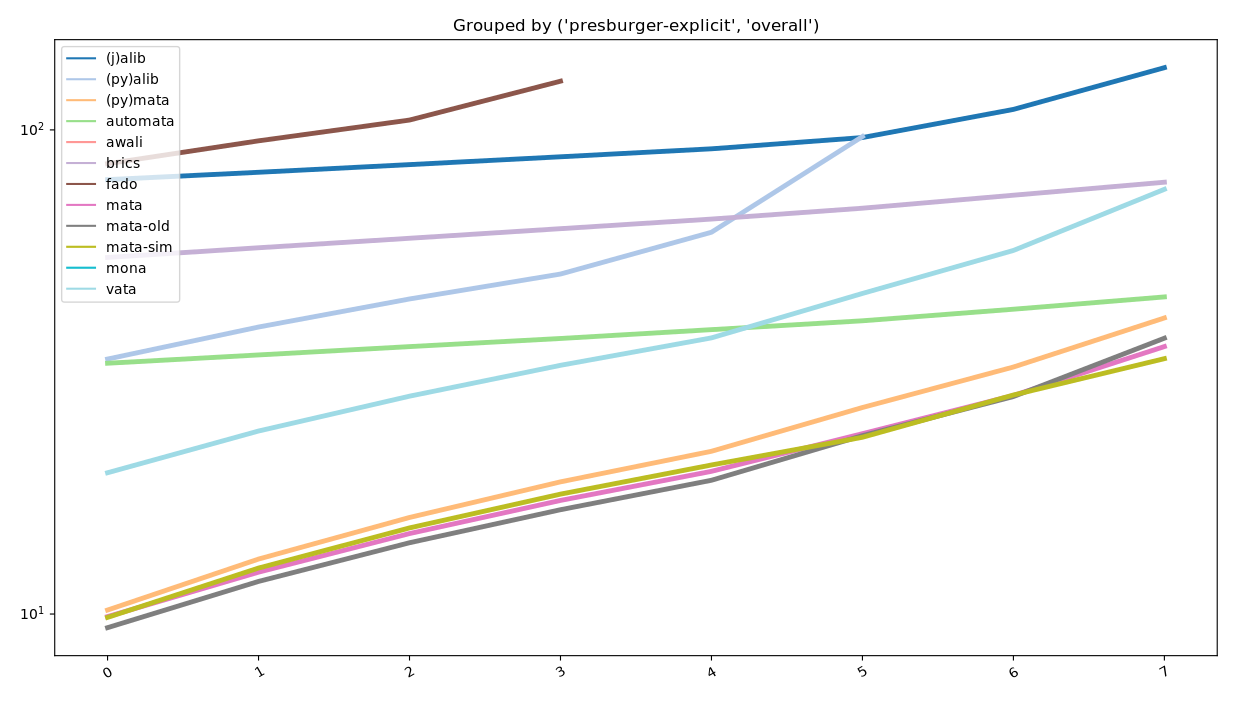 Grouped by ('presburger-explicit', 'overall')
(j)alib
(py)alib
(py)mata
automata
awali
brics
fado
mata
mata-old
mata-sim
mona
vata
10²
10¹
0 1 2 3 4 5 6 7